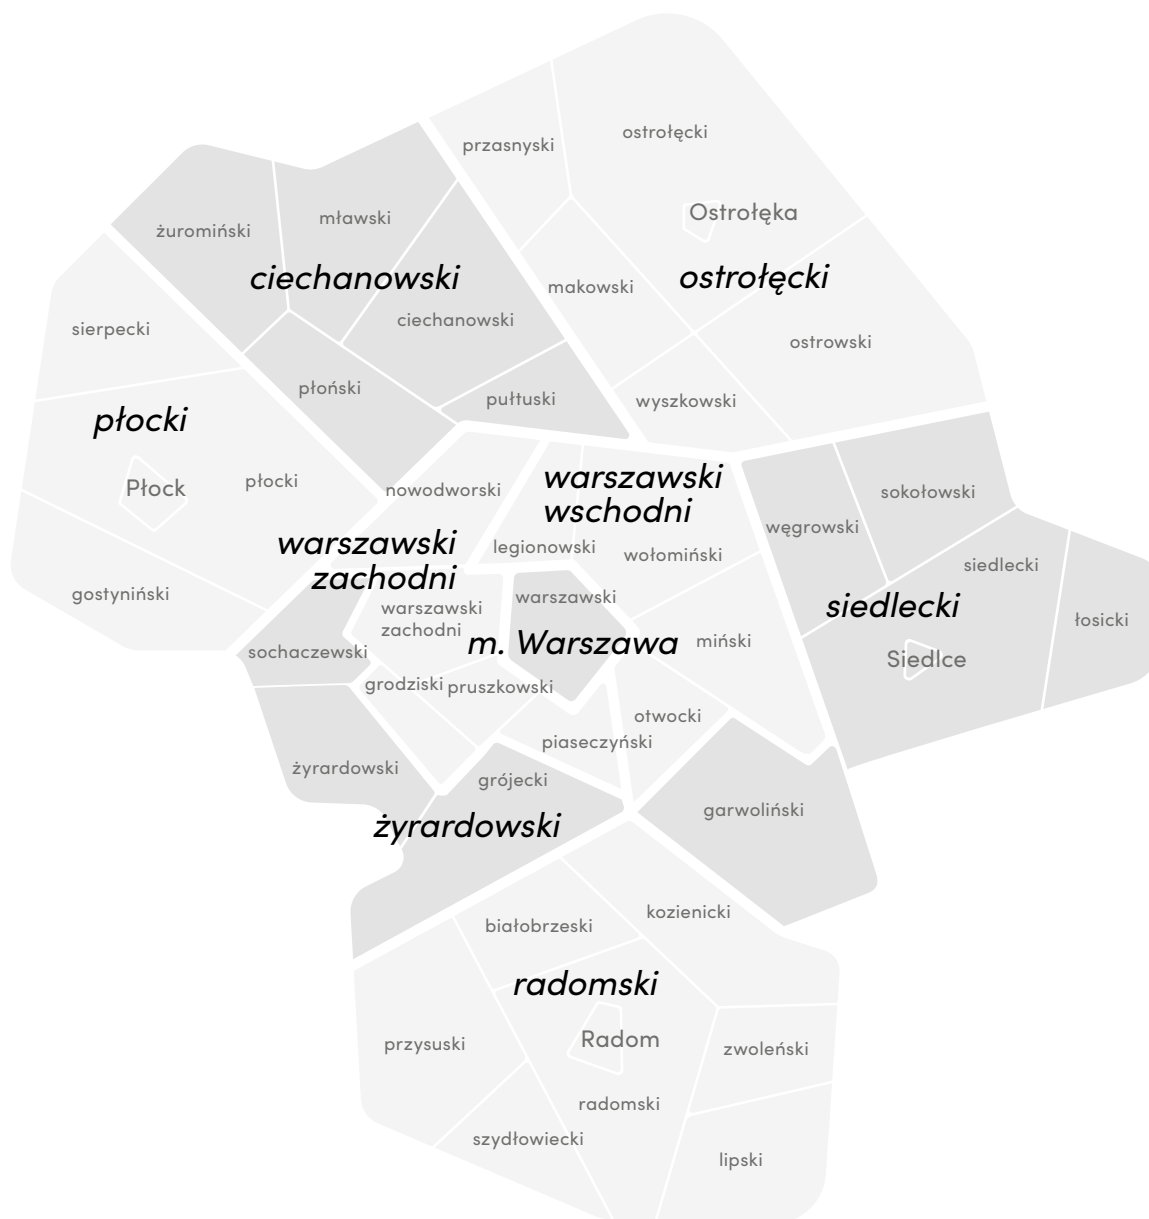 ostrołęcki
przasnyski
Ostrołęka
mławski
żuromiński
ciechanowski
ostrołęcki
makowski
ciechanowski
sierpecki
ostrowski
płoński
pułtuski
wyszkowski
płocki
warszawski
wschodni
płocki
Płock
nowodworski
sokołowski
węgrowski
warszawski
zachodni
legionowski
wołomiński
siedlecki
gostyniński
warszawski
warszawski
zachodni
siedlecki
łosicki
m. Warszawa
miński
sochaczewski
Siedlce
grodziski
pruszkowski
otwocki
piaseczyński
żyrardowski
grójecki
garwoliński
żyrardowski
kozienicki
białobrzeski
radomski
Radom
przysuski
zwoleński
radomski
szydłowiecki
lipski